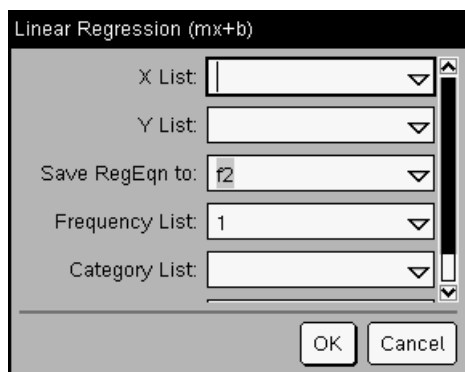 Linear Regression (mx+b)
X List:
Y List:
Save RegEqn to: f2
Frequency List: 1
Category List:
OK Cancel